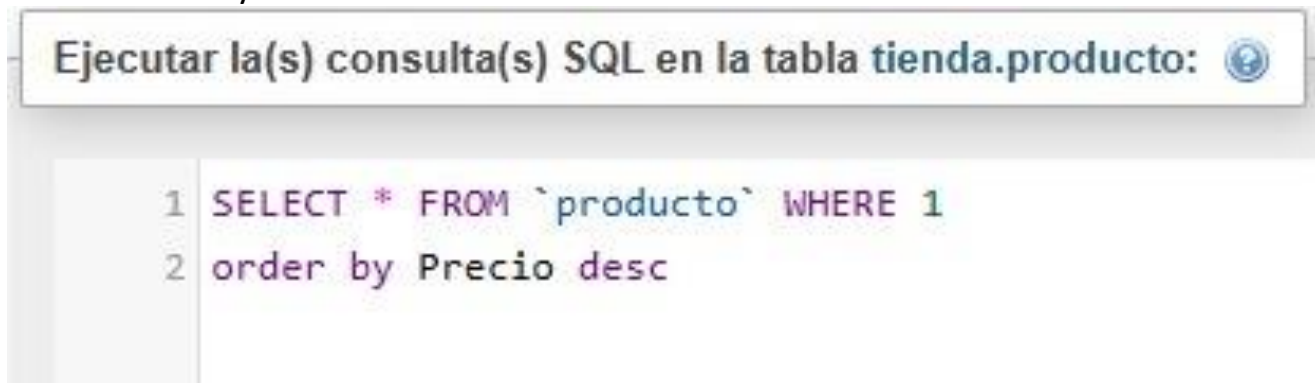 Ejecutar la(s) consulta(s) SQL en la tabla tienda.producto:
1 SELECT * FROM `producto` WHERE 1
2 order by Precio desc